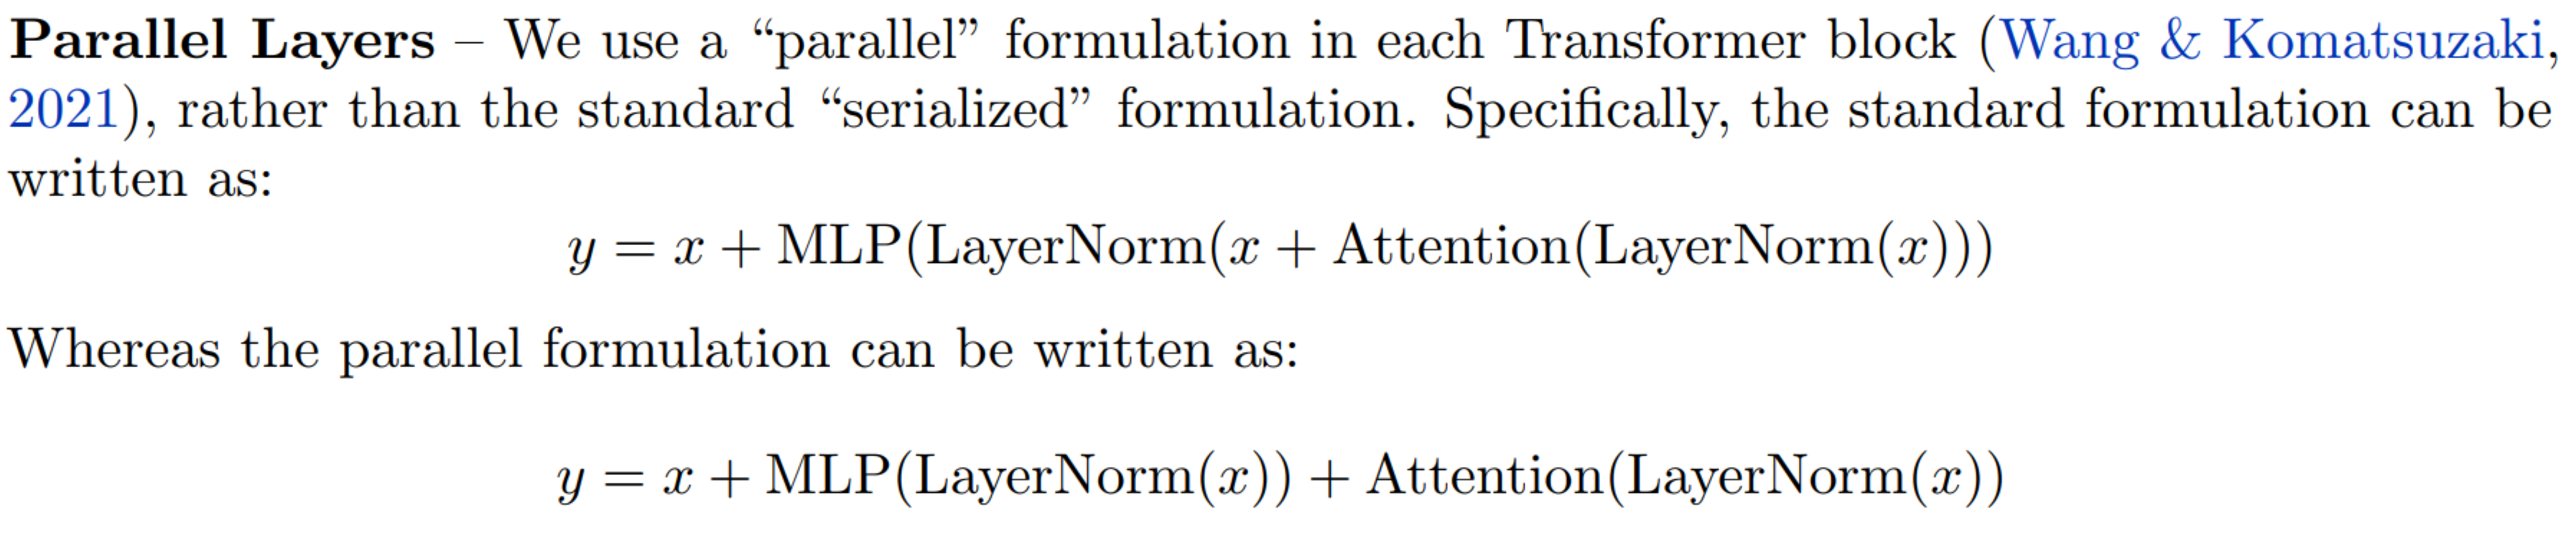 Parallel Layers – We use a “parallel” formulation in each Transformer block (Wang & Komatsuzaki,
2021), rather than the standard “serialized” formulation. Specifically, the standard formulation can be
written as:
y = x + MLP(LayerNorm(x + Attention(LayerNorm(x)))
Whereas the parallel formulation can be written as:
y = x + MLP(LayerNorm(x)) + Attention(LayerNorm(x))